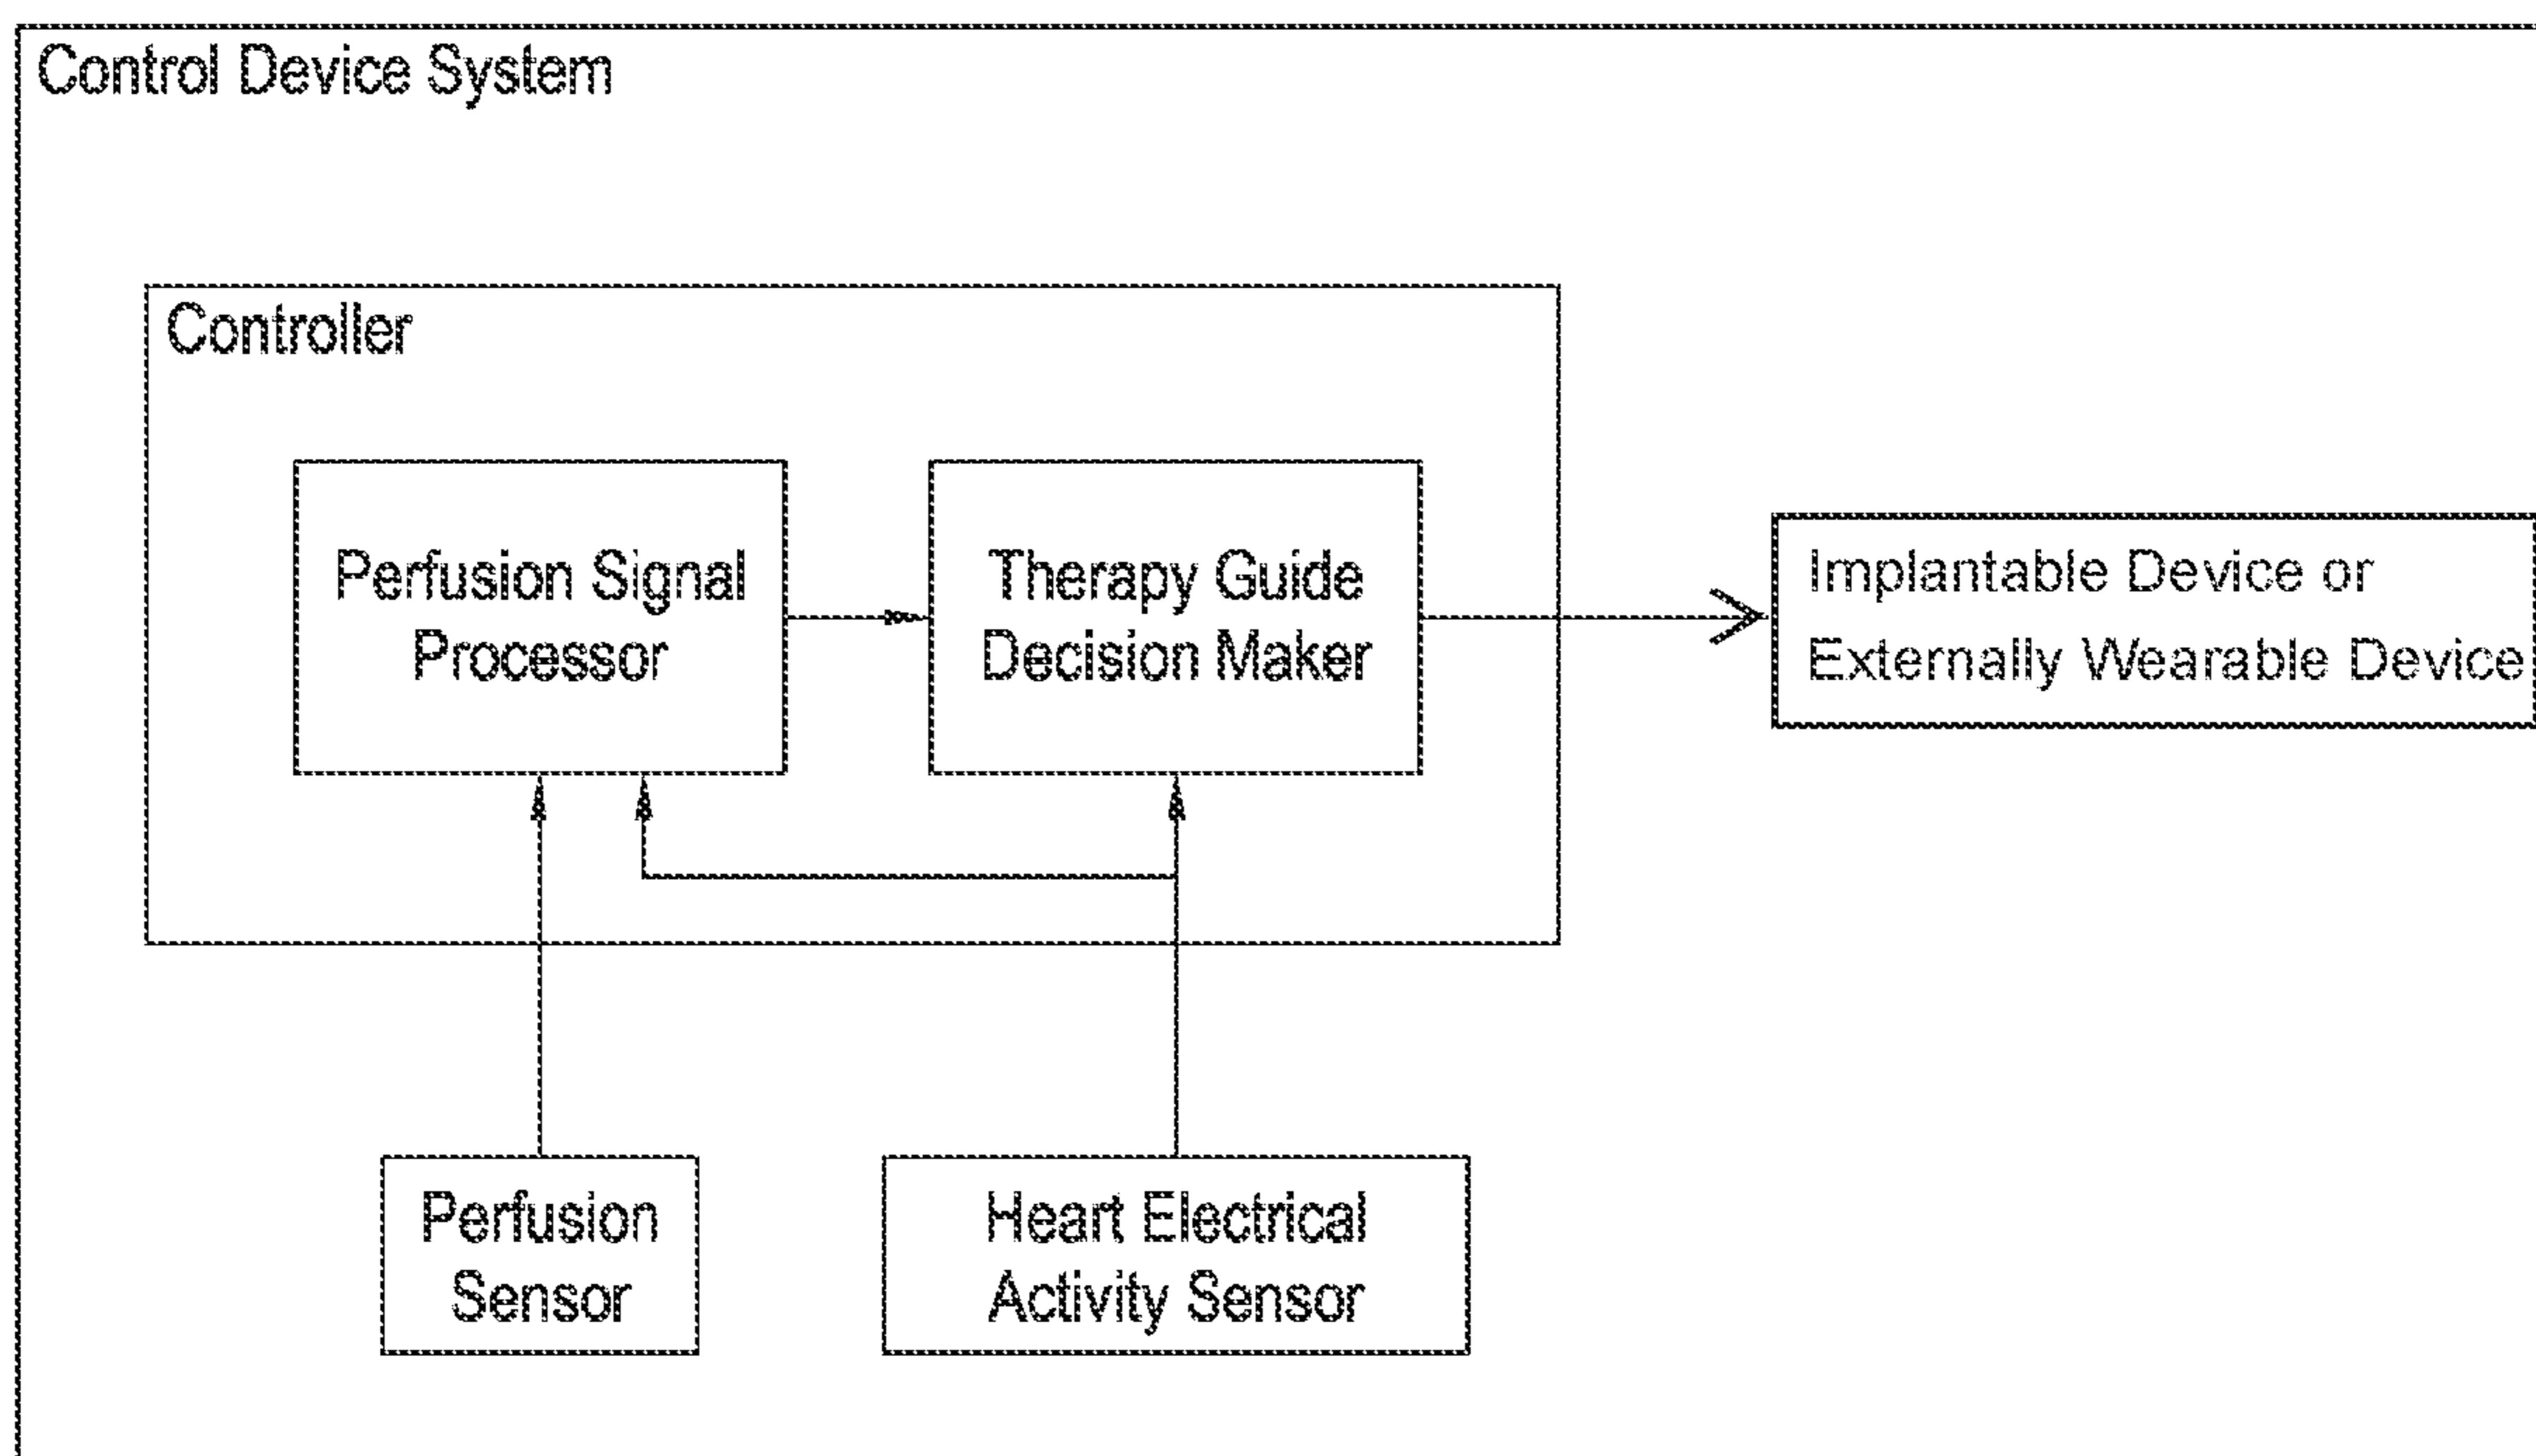 Control Device System
Controller
Perfusion Signal
Processor
Therapy Guide
Decision Maker
Implantable Device or
Externally Wearable Device
Perfusion
Sensor
Heart Electrical
Activity Sensor